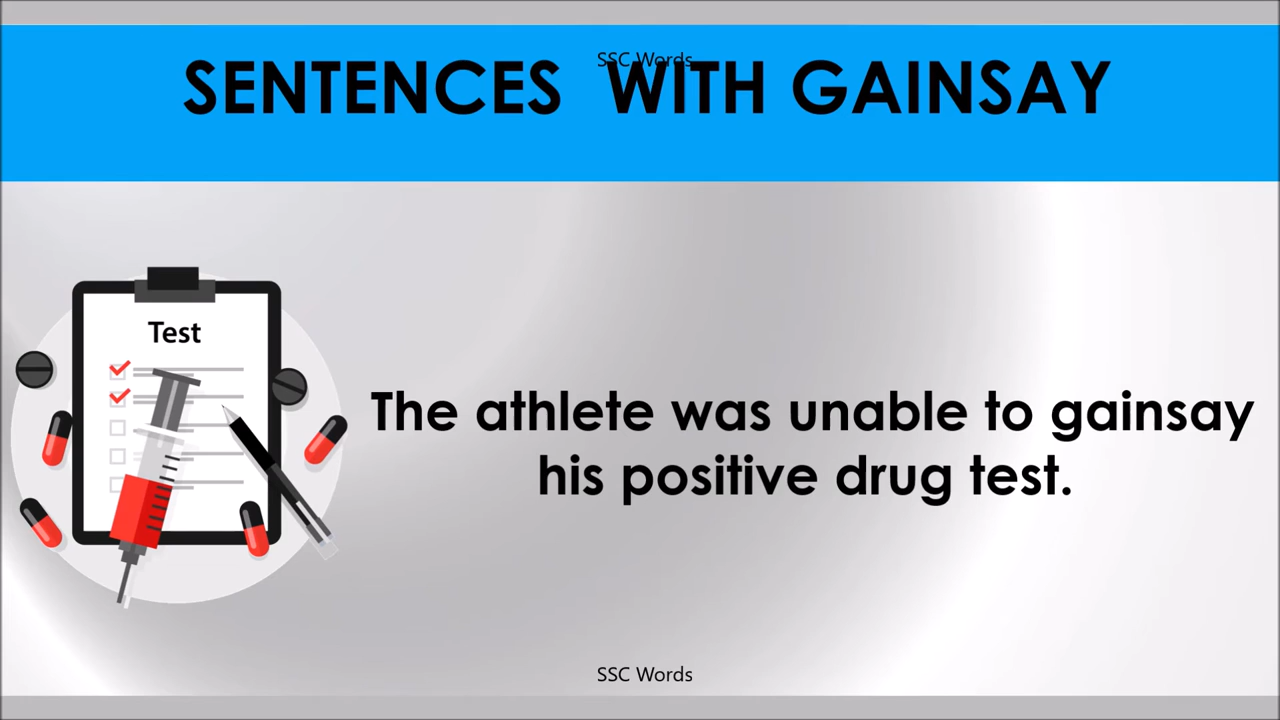 SSC Words
SENTENCES WITH GAINSAY
Test
The athlete was unable to gainsay
his positive drug test.
SSC Words